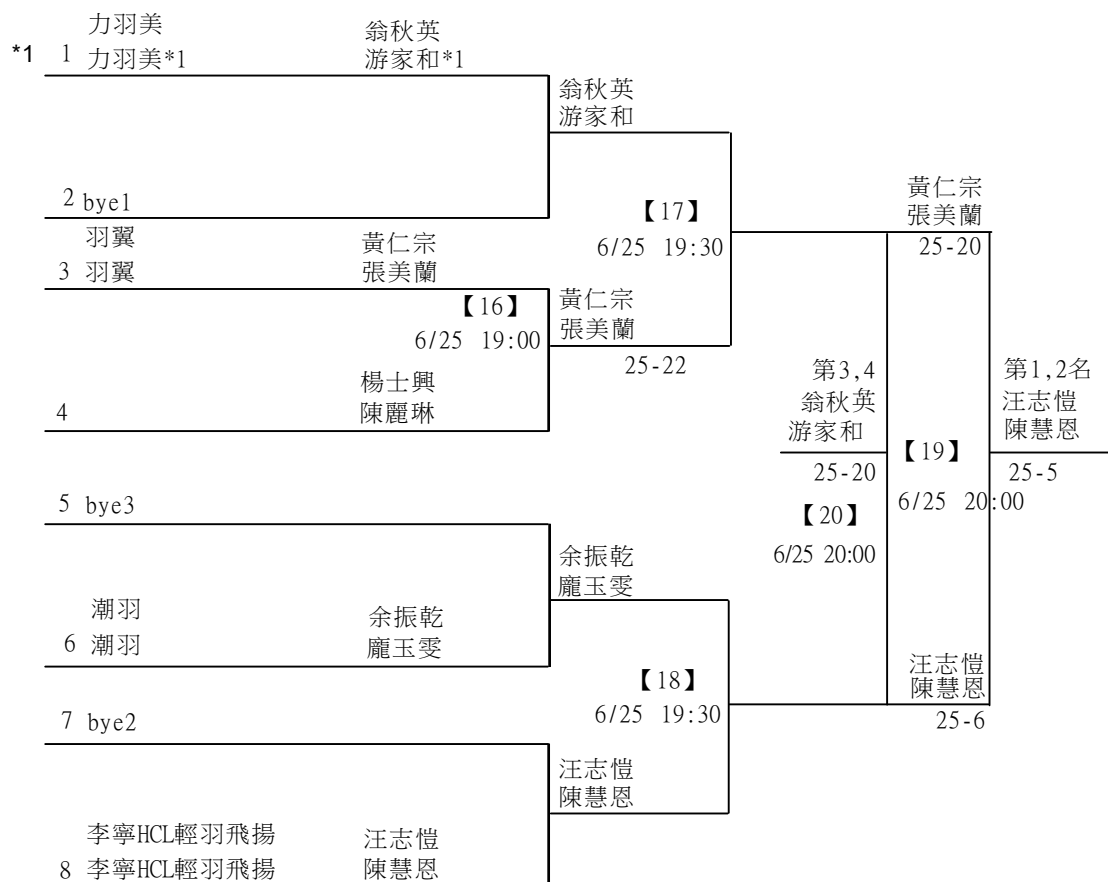 力羽美
翁秋英
*1 1 力羽美*1
游家和*1
翁秋英
游家和
2 bye1
【17】
6/25 19:30
黃仁宗
張美蘭
25-20
羽翼
黃仁宗
3 羽翼
張美蘭
【16】
6/25 19:00
黃仁宗
張美蘭
25-22
楊士興
4
陳麗琳
第3,4
翁秋英
游家和
25-20
【20】
6/25 20:00
【19】
6/25 20:00
第1,2名
汪志愷
陳慧恩
25-5
5 bye3
余振乾
龐玉雯
潮羽
余振乾
6 潮羽
龐玉雯
【18】
6/25 19:30
汪志愷
陳慧恩
25-6
7 bye2
汪志愷
陳慧恩
李寧HCL輕羽飛揚
汪志愷
8 李寧HCL輕羽飛揚
陳慧恩